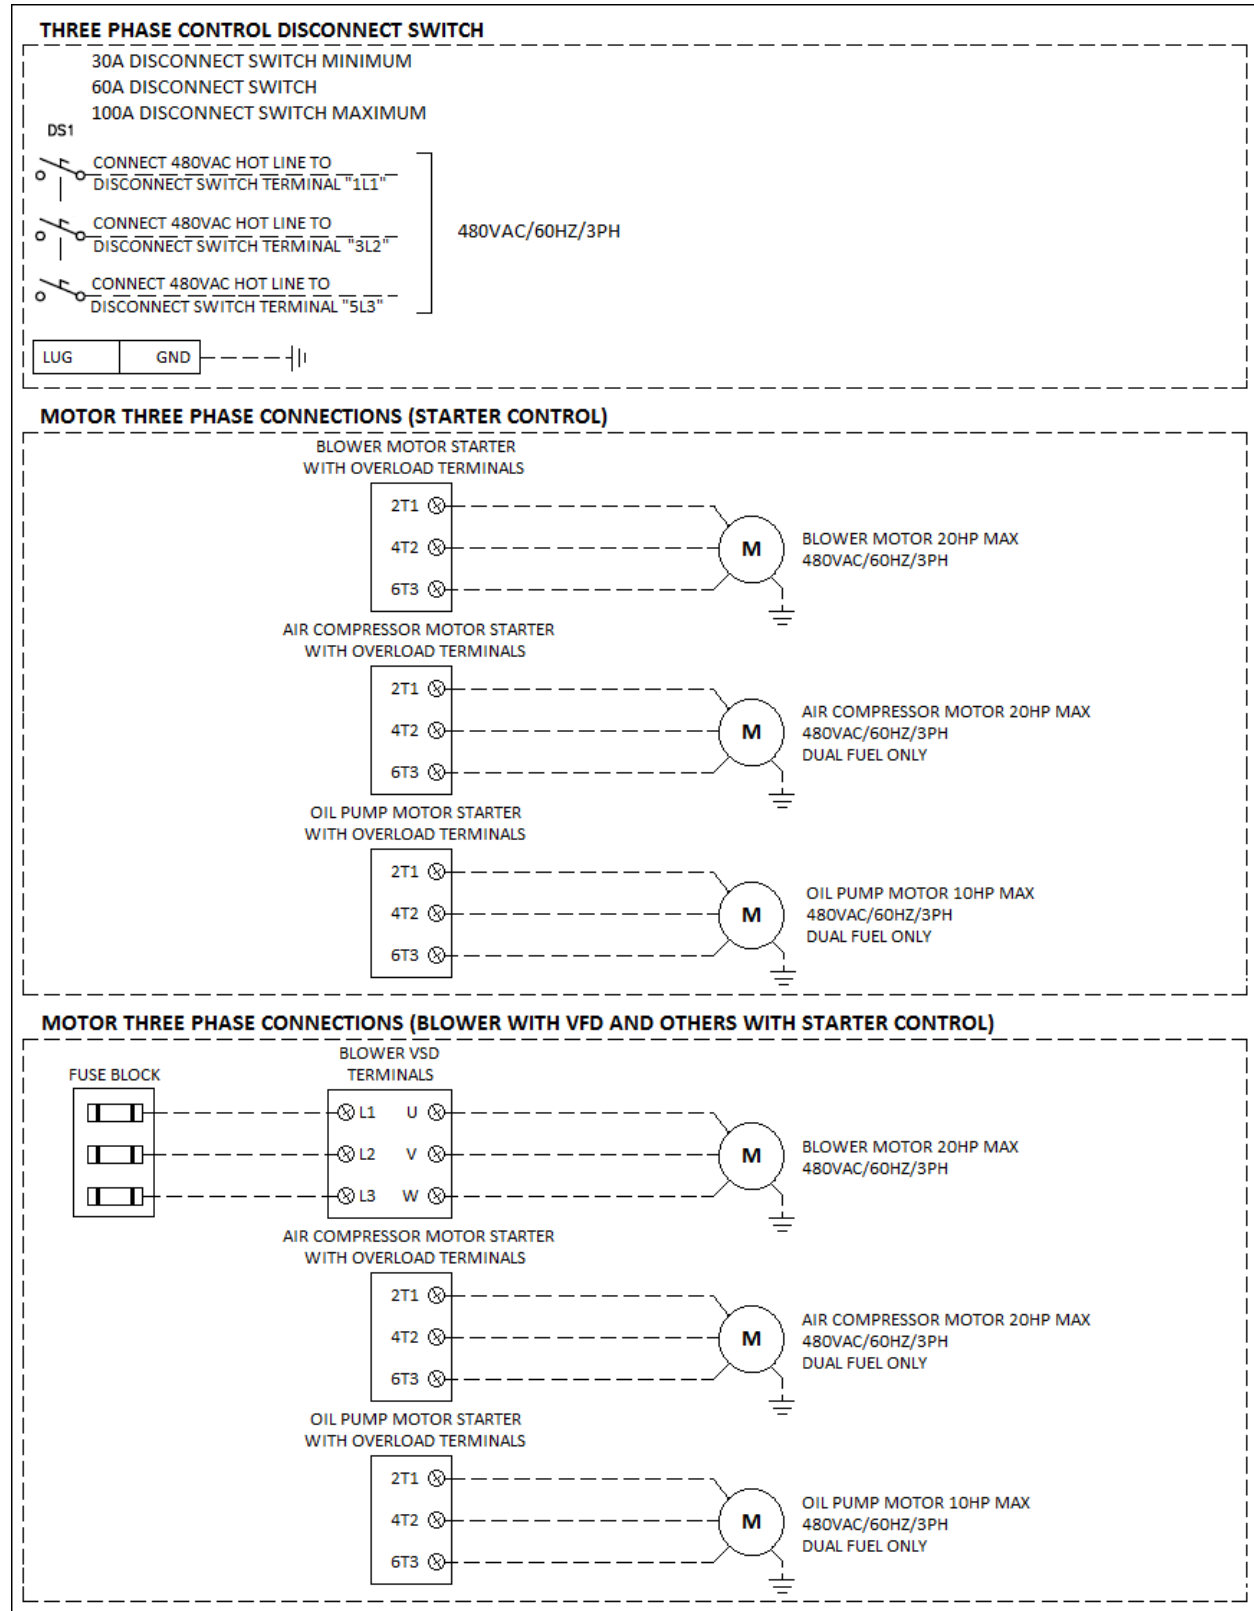 THREE PHASE CONTROL DISCONNECT SWITCH
30A DISCONNECT SWITCH MINIMUM
60A DISCONNECT SWITCH
100A DISCONNECT SWITCH MAXIMUM
DS1
CONNECT 480VAC HOT LINE TO
DISCONNECT SWITCH TERMINAL "1L1"
CONNECT 480VAC HOT LINE TO
DISCONNECT SWITCH TERMINAL "3L2"
480VAC/60HZ/3PH
CONNECT 480VAC HOT LINE TO
DISCONNECT SWITCH TERMINAL "5L3"
LUG GND
MOTOR THREE PHASE CONNECTIONS (STARTER CONTROL)
BLOWER MOTOR STARTER
WITH OVERLOAD TERMINALS
2T1
4T2
6T3
M
BLOWER MOTOR 20HP MAX
480VAC/60HZ/3PH
AIR COMPRESSOR MOTOR STARTER
WITH OVERLOAD TERMINALS
2T1
4T2
6T3
M
AIR COMPRESSOR MOTOR 20HP MAX
480VAC/60HZ/3PH
DUAL FUEL ONLY
OIL PUMP MOTOR STARTER
WITH OVERLOAD TERMINALS
2T1
4T2
6T3
M
OIL PUMP MOTOR 10HP MAX
480VAC/60HZ/3PH
DUAL FUEL ONLY
MOTOR THREE PHASE CONNECTIONS (BLOWER WITH VFD AND OTHERS WITH STARTER CONTROL)
FUSE BLOCK
BLOWER VSD
TERMINALS
L1 U
L2 V
L3 W
M
BLOWER MOTOR 20HP MAX
480VAC/60HZ/3PH
AIR COMPRESSOR MOTOR STARTER
WITH OVERLOAD TERMINALS
2T1
4T2
6T3
M
AIR COMPRESSOR MOTOR 20HP MAX
480VAC/60HZ/3PH
DUAL FUEL ONLY
OIL PUMP MOTOR STARTER
WITH OVERLOAD TERMINALS
2T1
4T2
6T3
M
OIL PUMP MOTOR 10HP MAX
480VAC/60HZ/3PH
DUAL FUEL ONLY